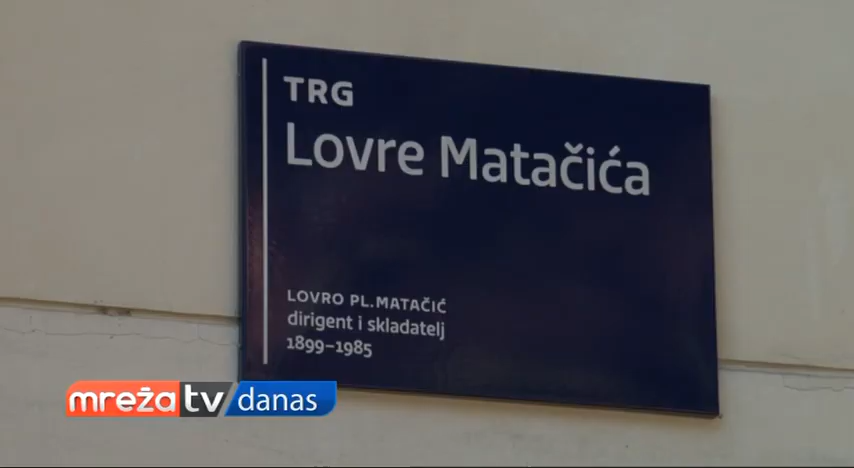 TRG
Lovre Matačića
LOVRO PL.MATAČIĆ
dirigent i skladatelj
1899–1985
mreža tv danas